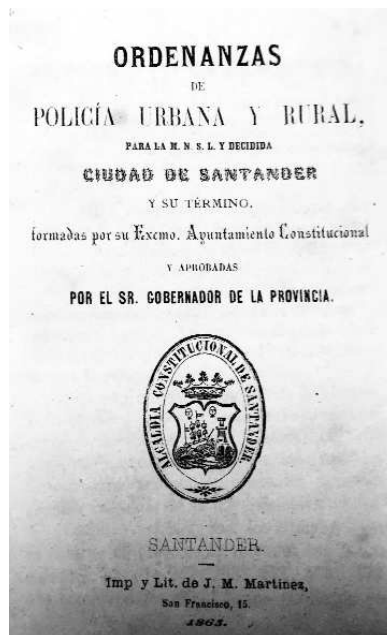 ORDENANZAS
DE
POLICÍA URBANA Y RURAL,
PARA LA M. N. S. L. Y DECIDIDA
CIUDAD DE SANTANDER
Y SU TÉRMINO,
formadas por su Excmo. Ayuntamiento Constitucional
Y APROBADAS
POR EL SR. GOBERNADOR DE LA PROVINCIA.
ALCALDIA CONSTITUCIONAL DE SANTANDER.
SANTANDER.
Imp y Lit. de J. M. Martinez,
San Francisco, 15.
1863.